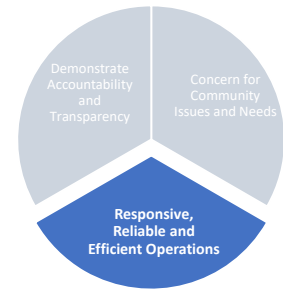 Demonstrate
Accountability
and
Transparency
Concern for
Community
Issues and Needs
Responsive,
Reliable and
Efficient Operations